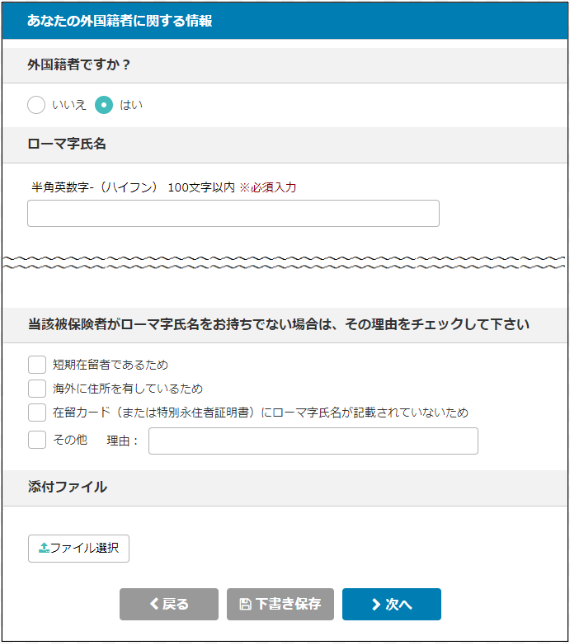 あなたの外国籍者に関する情報
外国籍者ですか？
いいえ はい
ローマ字氏名
半角英数字-（ハイフン） 100文字以内 ※必須入力
当該被保険者がローマ字氏名をお持ちでない場合は、その理由をチェックして下さい
短期在留者であるため
海外に住所を有しているため
在留カード（または特別永住者証明書）にローマ字氏名が記載されていないため
その他 理由：
添付ファイル
ファイル選択
戻る 下書き保存 次へ